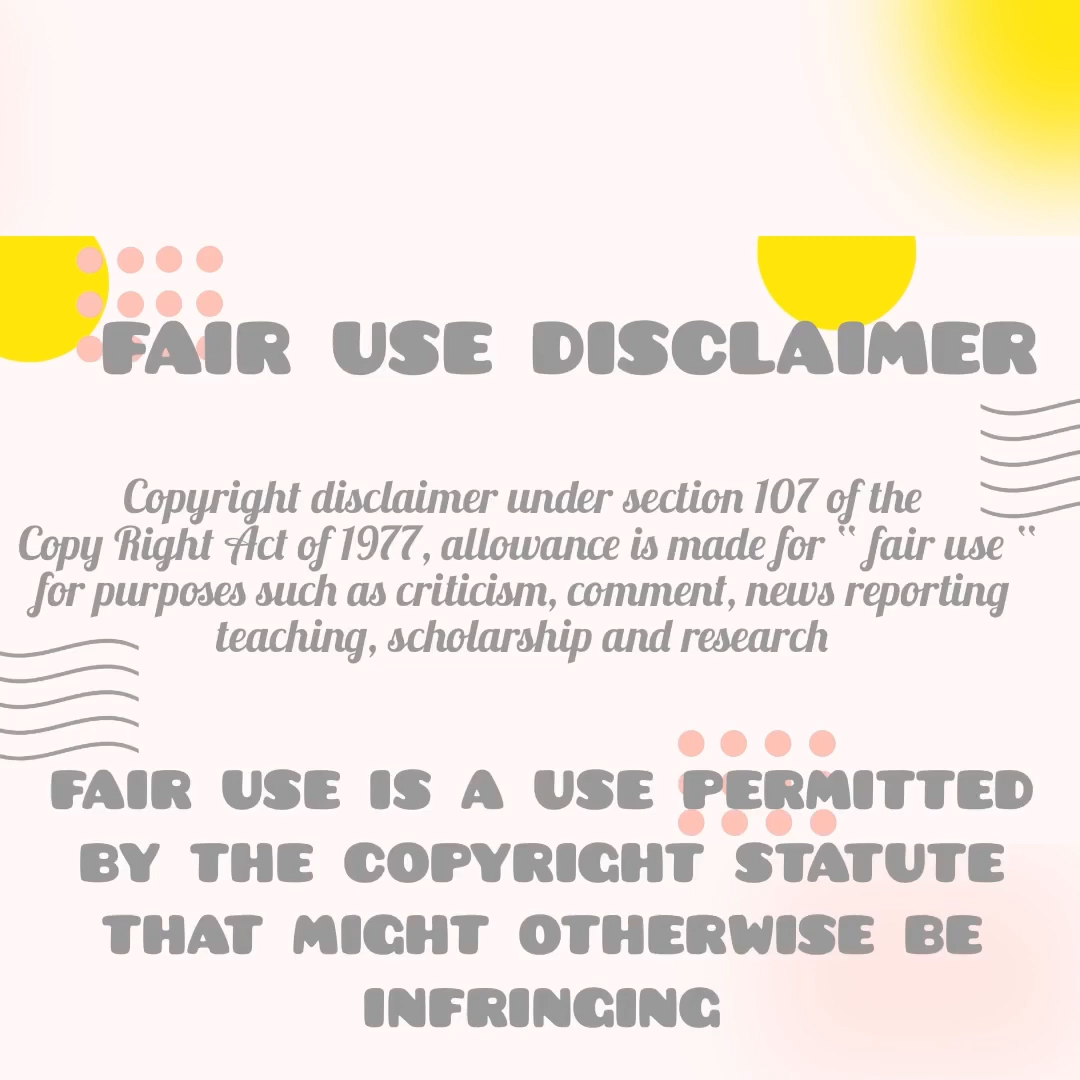 FAIR USE DISCLAIMER
Copyright disclaimer under section 107 of the
Copy Right Act of 1977, allowance is made for “ fair use “
for purposes such as criticism, comment, news reporting
teaching, scholarship and research
FAIR USE IS A USE PERMITTED
BY THE COPYRIGHT STATUTE
THAT MIGHT OTHERWISE BE
INFRINGING